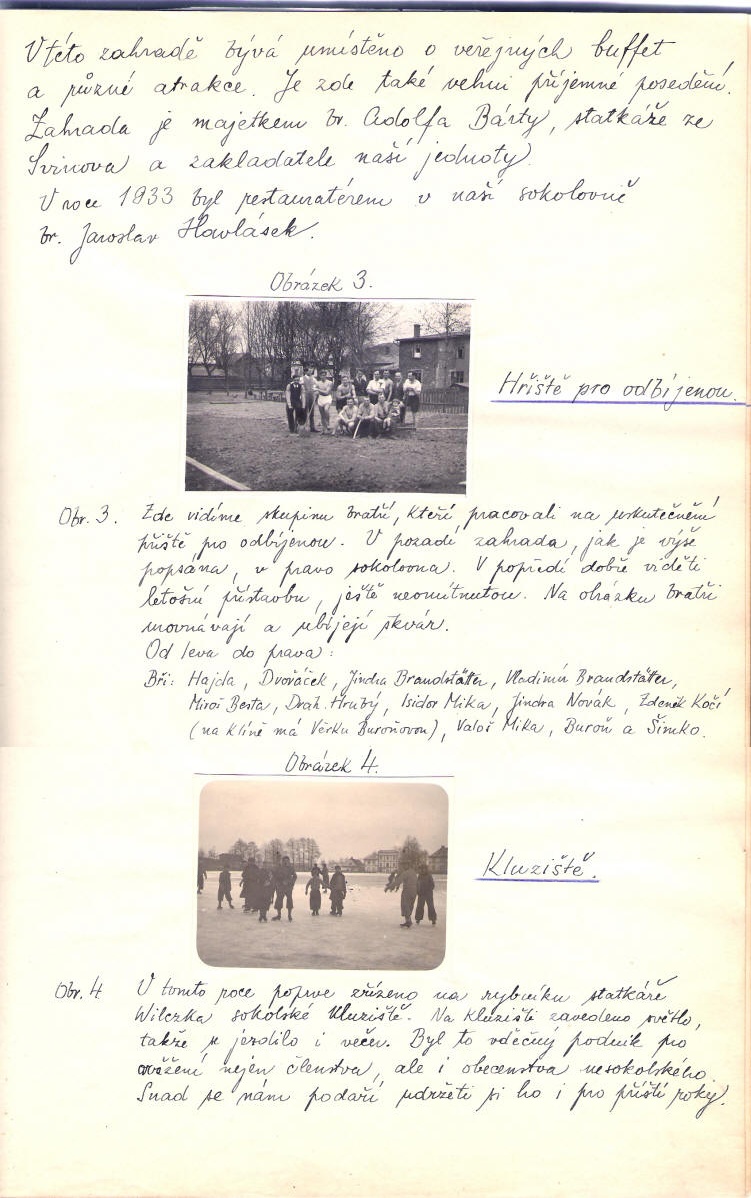 V této zahradě bývá umístěno o veřejných buffet
a různé atrakce. Je zde také velmi příjemné posedění.
Zahrada je majetkem br. Adolfa Bárty, statkáře ze
Svinova a zakladatele naší jednoty.
V roce 1933 byl restauratérem v naší sokolovně
br. Jaroslav Havlásek.
Obrázek 3.
Hřiště pro odbíjenou.
Obr. 3. Zde vidíme skupinu bratří, kteří pracovali na uskutečnění
hřiště pro odbíjenou. V pozadí zahrada, jak je výše
popsána, v pravo sokolovna. V popředí dobře viděti
letošní přístavbu, ještě neomítnutou. Na obrázku bratři
urovnávají a ubíjejí škvár.
Od leva do prava:
Bři: Hajda, Dvořáček, Jindra Brandstätter, Vladimír Brandstätter,
Miroš Besta, Drah. Hrubý, Isidor Mika, Jindra Novák, Zdeněk Kočí
(na klíně má Věrku Buroňovou), Valoš Mika, Buroň a Šimko.
Obrázek 4.
Kluziště.
Obr. 4 V tomto roce poprve zřízeno na rybníku statkáře
Wilczka sokolské kluziště. Na kluzišti zavedeno světlo,
takže se jezdilo i večer. Byl to vděčný podnik pro
osvěžení nejen členstva, ale i obecenstva nesokolského.
Snad se nám podaří udržeti si ho i pro příští roky.